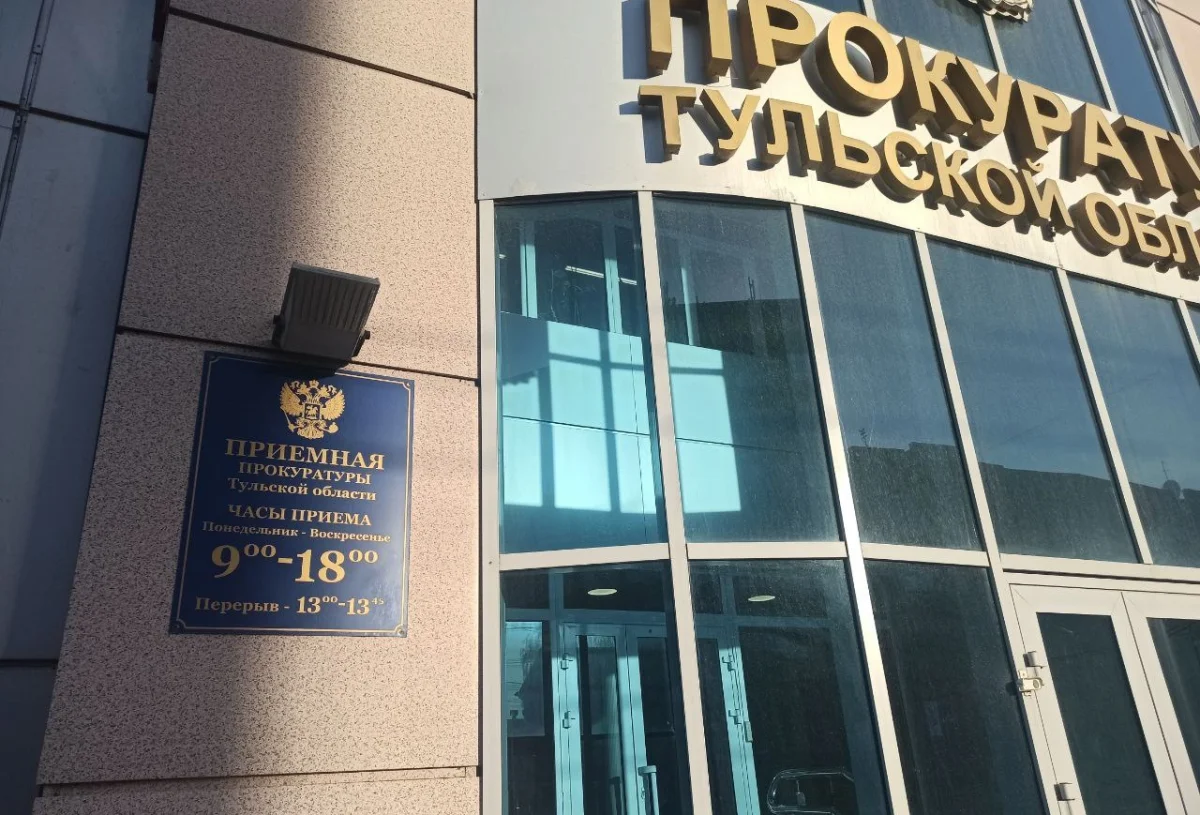 ПРОКУРАТУ
ТУЛЬСКОЙ ОБЛ
ПРИЕМНАЯ
ПРОКУРАТУРЫ
Тульской области
ЧАСЫ ПРИЕМА
Понедельник - Воскресенье
9⁰⁰-18⁰⁰
Перерыв - 13⁰⁰-13⁴⁵